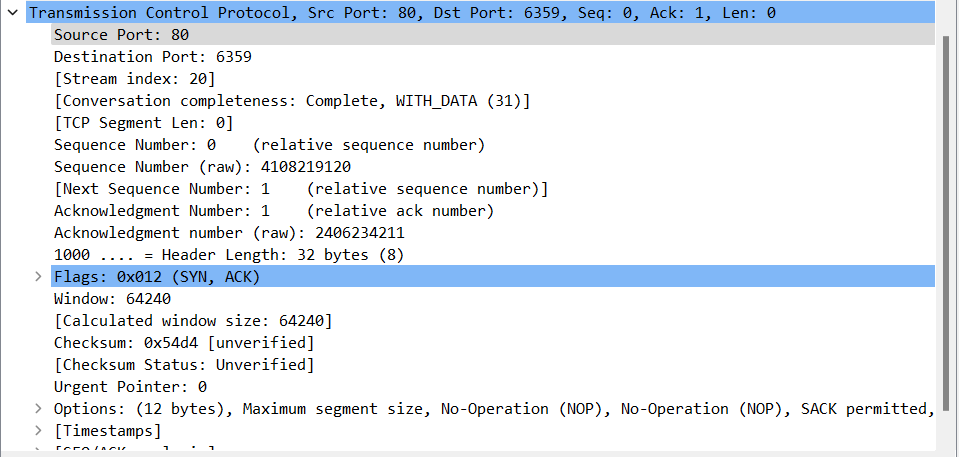 Transmission Control Protocol, Src Port: 80, Dst Port: 6359, Seq: 0, Ack: 1, Len: 0
Source Port: 80
Destination Port: 6359
[Stream index: 20]
[Conversation completeness: Complete, WITH_DATA (31)]
[TCP Segment Len: 0]
Sequence Number: 0    (relative sequence number)
Sequence Number (raw): 4108219120
[Next Sequence Number: 1    (relative sequence number)]
Acknowledgment Number: 1    (relative ack number)
Acknowledgment number (raw): 2406234211
1000 .... = Header Length: 32 bytes (8)
Flags: 0x012 (SYN, ACK)
Window: 64240
[Calculated window size: 64240]
Checksum: 0x54d4 [unverified]
[Checksum Status: Unverified]
Urgent Pointer: 0
Options: (12 bytes), Maximum segment size, No-Operation (NOP), No-Operation (NOP), SACK permitted,
[Timestamps]